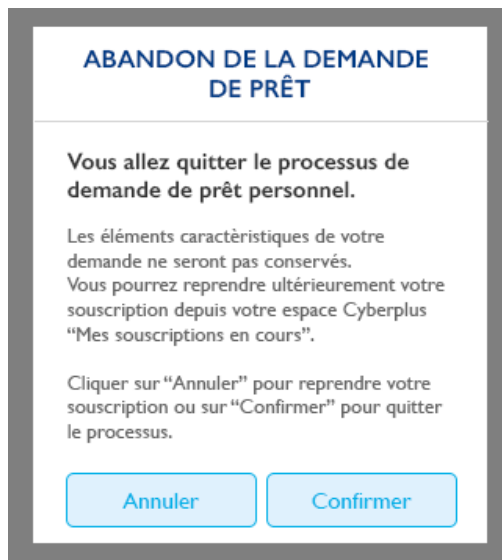 ABANDON DE LA DEMANDE
DE PRÊT
Vous allez quitter le processus de
demande de prêt personnel.
Les éléments caractèristiques de votre
demande ne seront pas conservés.
Vous pourrez reprendre ultérieurement votre
souscription depuis votre espace Cyberplus
“Mes souscriptions en cours”.
Cliquer sur “Annuler” pour reprendre votre
souscription ou sur “Confirmer” pour quitter
le processus.
Annuler
Confirmer